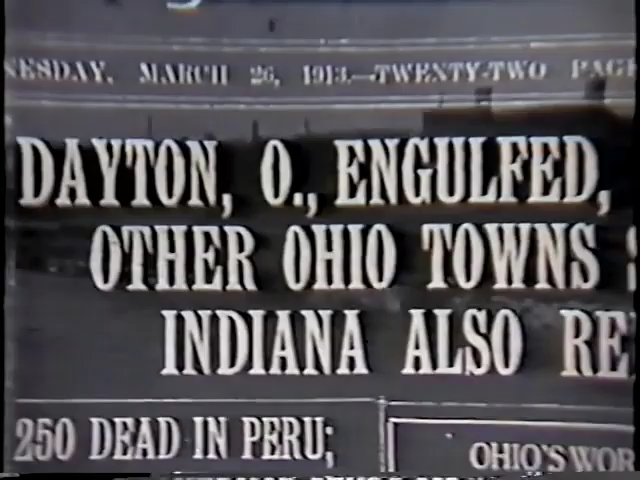 NESDAY, MARCH 26, 1913.—TWENTY-TWO PAG
DAYTON, O., ENGULFED,
OTHER OHIO TOWNS
INDIANA ALSO RE
250 DEAD IN PERU;
OHIO'S WOR